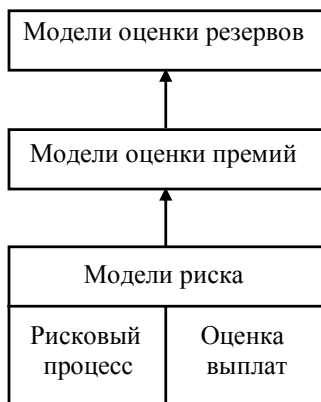 Модели оценки резервов
Модели оценки премий
Модели риска
Рисковый
процесс
Оценка
выплат